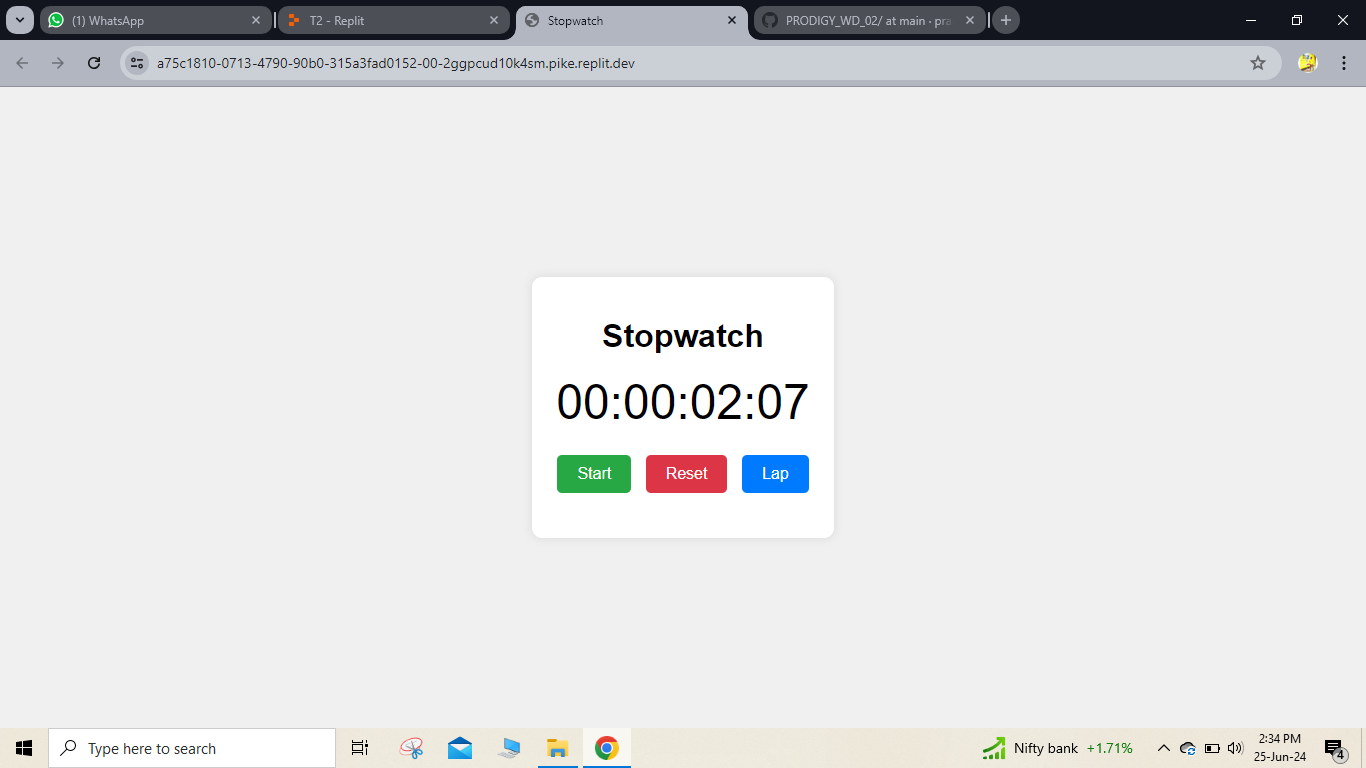 (1) WhatsApp
T2 - Replit
Stopwatch
PRODIGY_WD_02/ at main · pra
a75c1810-0713-4790-90b0-315a3fad0152-00-2ggpcud10k4sm.pike.replit.dev
Stopwatch
00:00:02:07
Start Reset Lap
Type here to search
Nifty bank +1.71%
2:34 PM
25-Jun-24
4